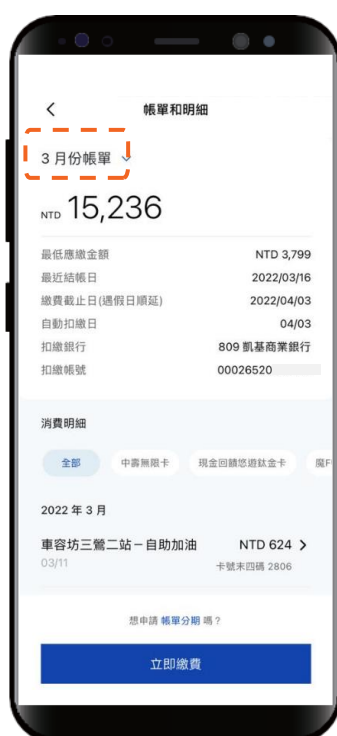 帳單和明細
3 月份帳單
NTD 15,236
最低應繳金額 NTD 3,799
最近結帳日 2022/03/16
繳費截止日(遇假日順延) 2022/04/03
自動扣繳日 04/03
扣繳銀行 809 凱基商業銀行
扣繳帳號 00026520
消費明細
全部 中壽無限卡 現金回饋悠遊鈦金卡 魔F
2022 年 3 月
車容坊三鶯二站－自助加油 NTD 624
03/11 卡號末四碼 2806
想申請 帳單分期 嗎？
立即繳費